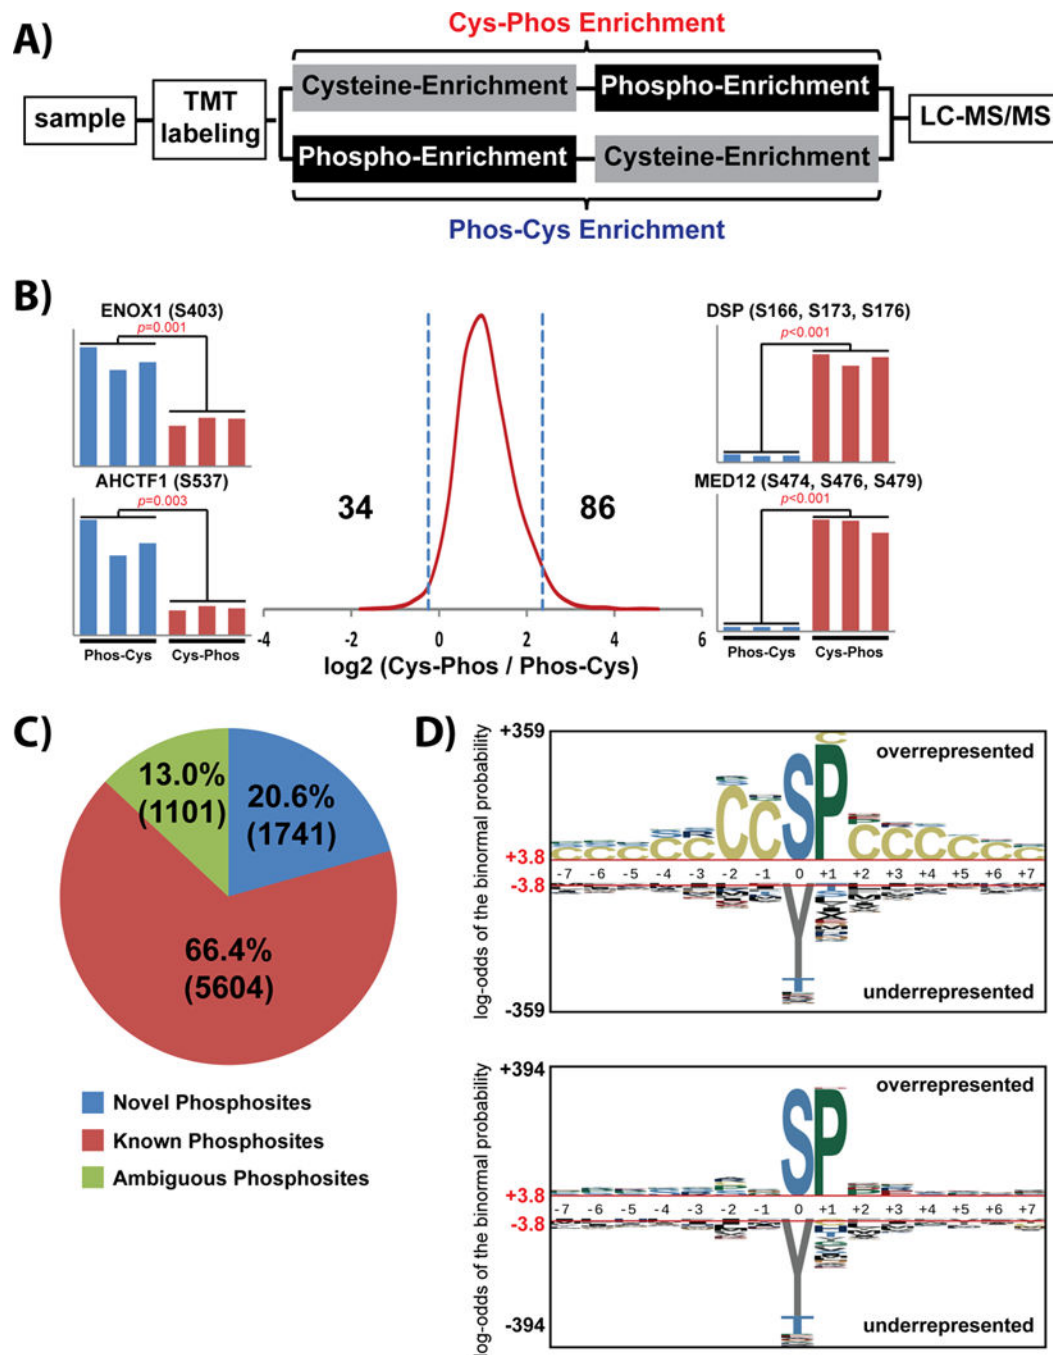 A)
Cys-Phos Enrichment
sample
TMT
labeling
Cysteine-Enrichment
Phospho-Enrichment
Phospho-Enrichment
Cysteine-Enrichment
LC-MS/MS
Phos-Cys Enrichment
B)
ENOX1 (S403)
p=0.001
AHCTF1 (S537)
p=0.003
Phos-Cys Cys-Phos
34
86
-4 0 2 4 6
log2 (Cys-Phos / Phos-Cys)
DSP (S166, S173, S176)
p<0.001
MED12 (S474, S476, S479)
p<0.001
Phos-Cys Cys-Phos
C)
13.0%
(1101)
20.6%
(1741)
66.4%
(5604)
Novel Phosphosites
Known Phosphosites
Ambiguous Phosphosites
D)
log-odds of the binormal probability
+359
overrepresented
C
C C C C C C C S P C C C C C C C
+3.8
-7 -6 -5 -4 -3 -2 -1 0 +1 +2 +3 +4 +5 +6 +7
-3.8
Y
T
-359
underrepresented
log-odds of the binormal probability
+394
overrepresented
S P
+3.8
-7 -6 -5 -4 -3 -2 -1 0 +1 +2 +3 +4 +5 +6 +7
-3.8
Y
T
-394
underrepresented